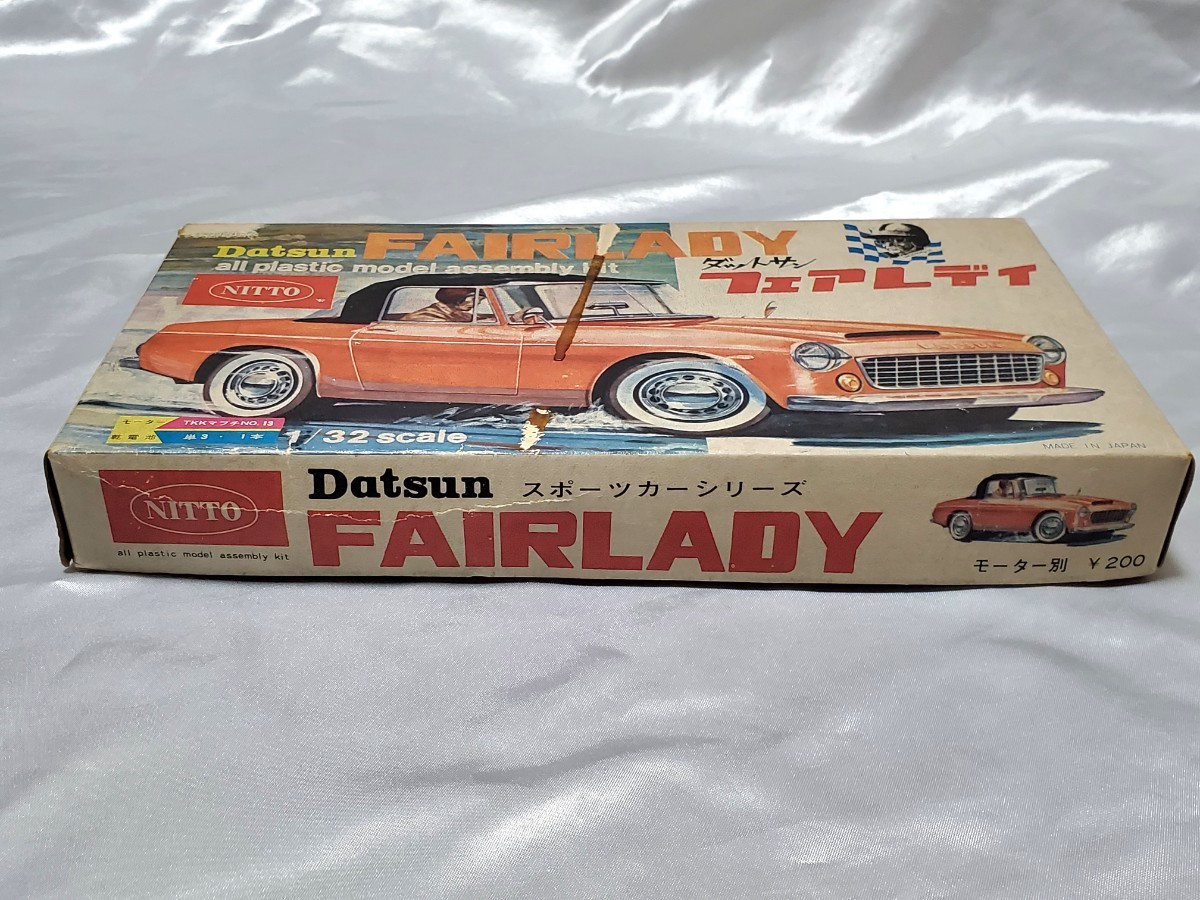 Datsun FAIRLADY
all plastic model assembly kit
ダットサン
フェアレディ
NITTO
モーター TKKマブチNO. 13
乾電池 単3・1本
1/32 scale
MADE IN JAPAN
NITTO
all plastic model assembly kit
Datsun スポーツカーシリーズ
FAIRLADY
モーター別 ¥200